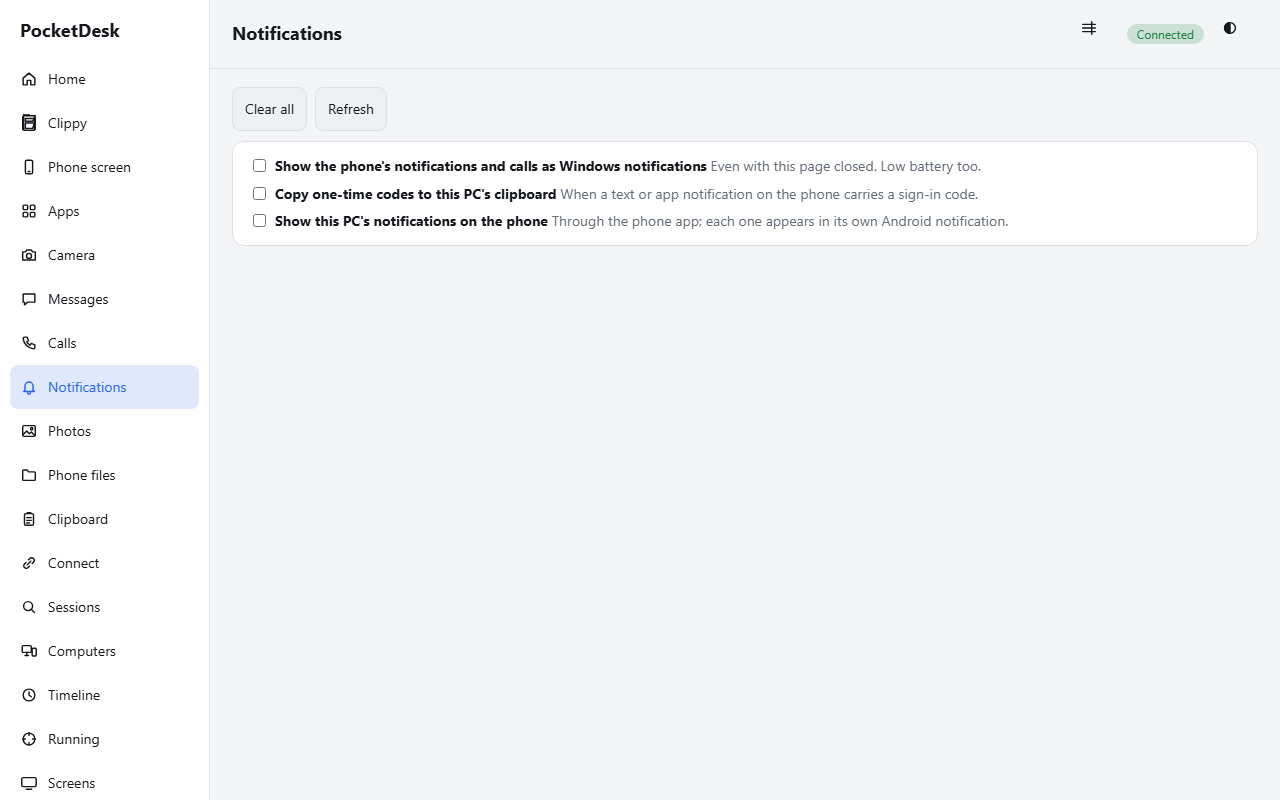 PocketDesk
Home
Clippy
Phone screen
Apps
Camera
Messages
Calls
Notifications
Photos
Phone files
Clipboard
Connect
Sessions
Computers
Timeline
Running
Screens
Notifications
Connected
Clear all
Refresh
Show the phone's notifications and calls as Windows notifications Even with this page closed. Low battery too.
Copy one-time codes to this PC's clipboard When a text or app notification on the phone carries a sign-in code.
Show this PC's notifications on the phone Through the phone app; each one appears in its own Android notification.